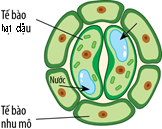 Tế bào
hạt đậu
Nước
Tế bào
nhu mô